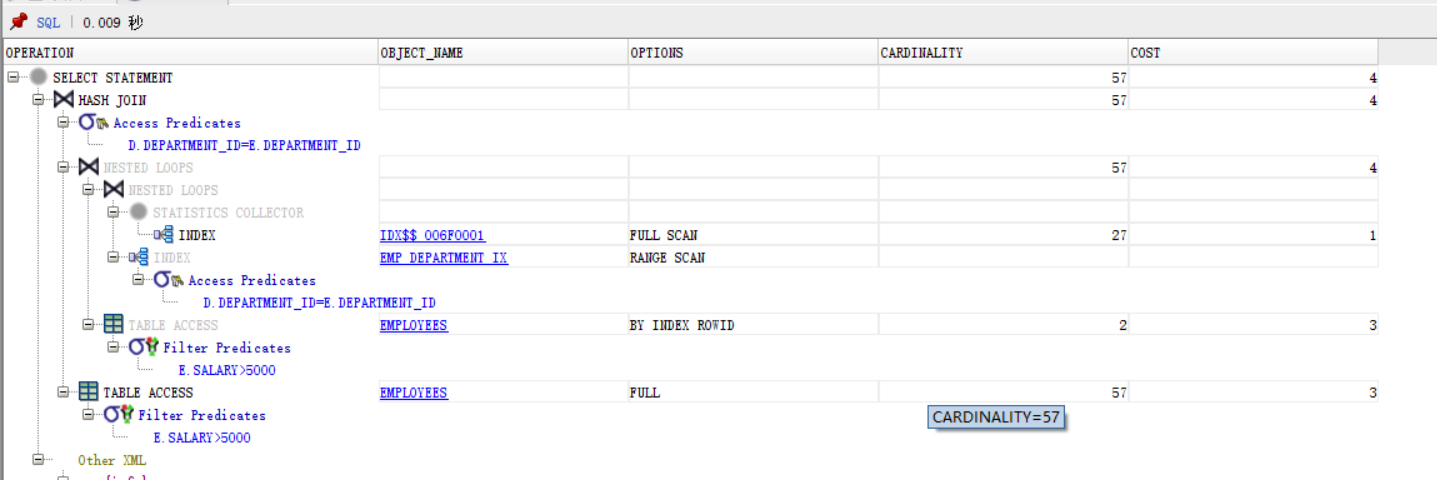 SQL | 0.009 秒
OPERATION OBJECT_NAME OPTIONS CARDINALITY COST
SELECT STATEMENT 57 4
HASH JOIN 57 4
Access Predicates
D.DEPARTMENT_ID=E.DEPARTMENT_ID
NESTED LOOPS 57 4
NESTED LOOPS
STATISTICS COLLECTOR
INDEX IDX$$_006F0001 FULL SCAN 27 1
INDEX EMP_DEPARTMENT_IX RANGE SCAN
Access Predicates
D.DEPARTMENT_ID=E.DEPARTMENT_ID
TABLE ACCESS EMPLOYEES BY INDEX ROWID 2 3
Filter Predicates
E.SALARY>5000
TABLE ACCESS EMPLOYEES FULL 57 3
Filter Predicates
CARDINALITY=57
E.SALARY>5000
Other XML